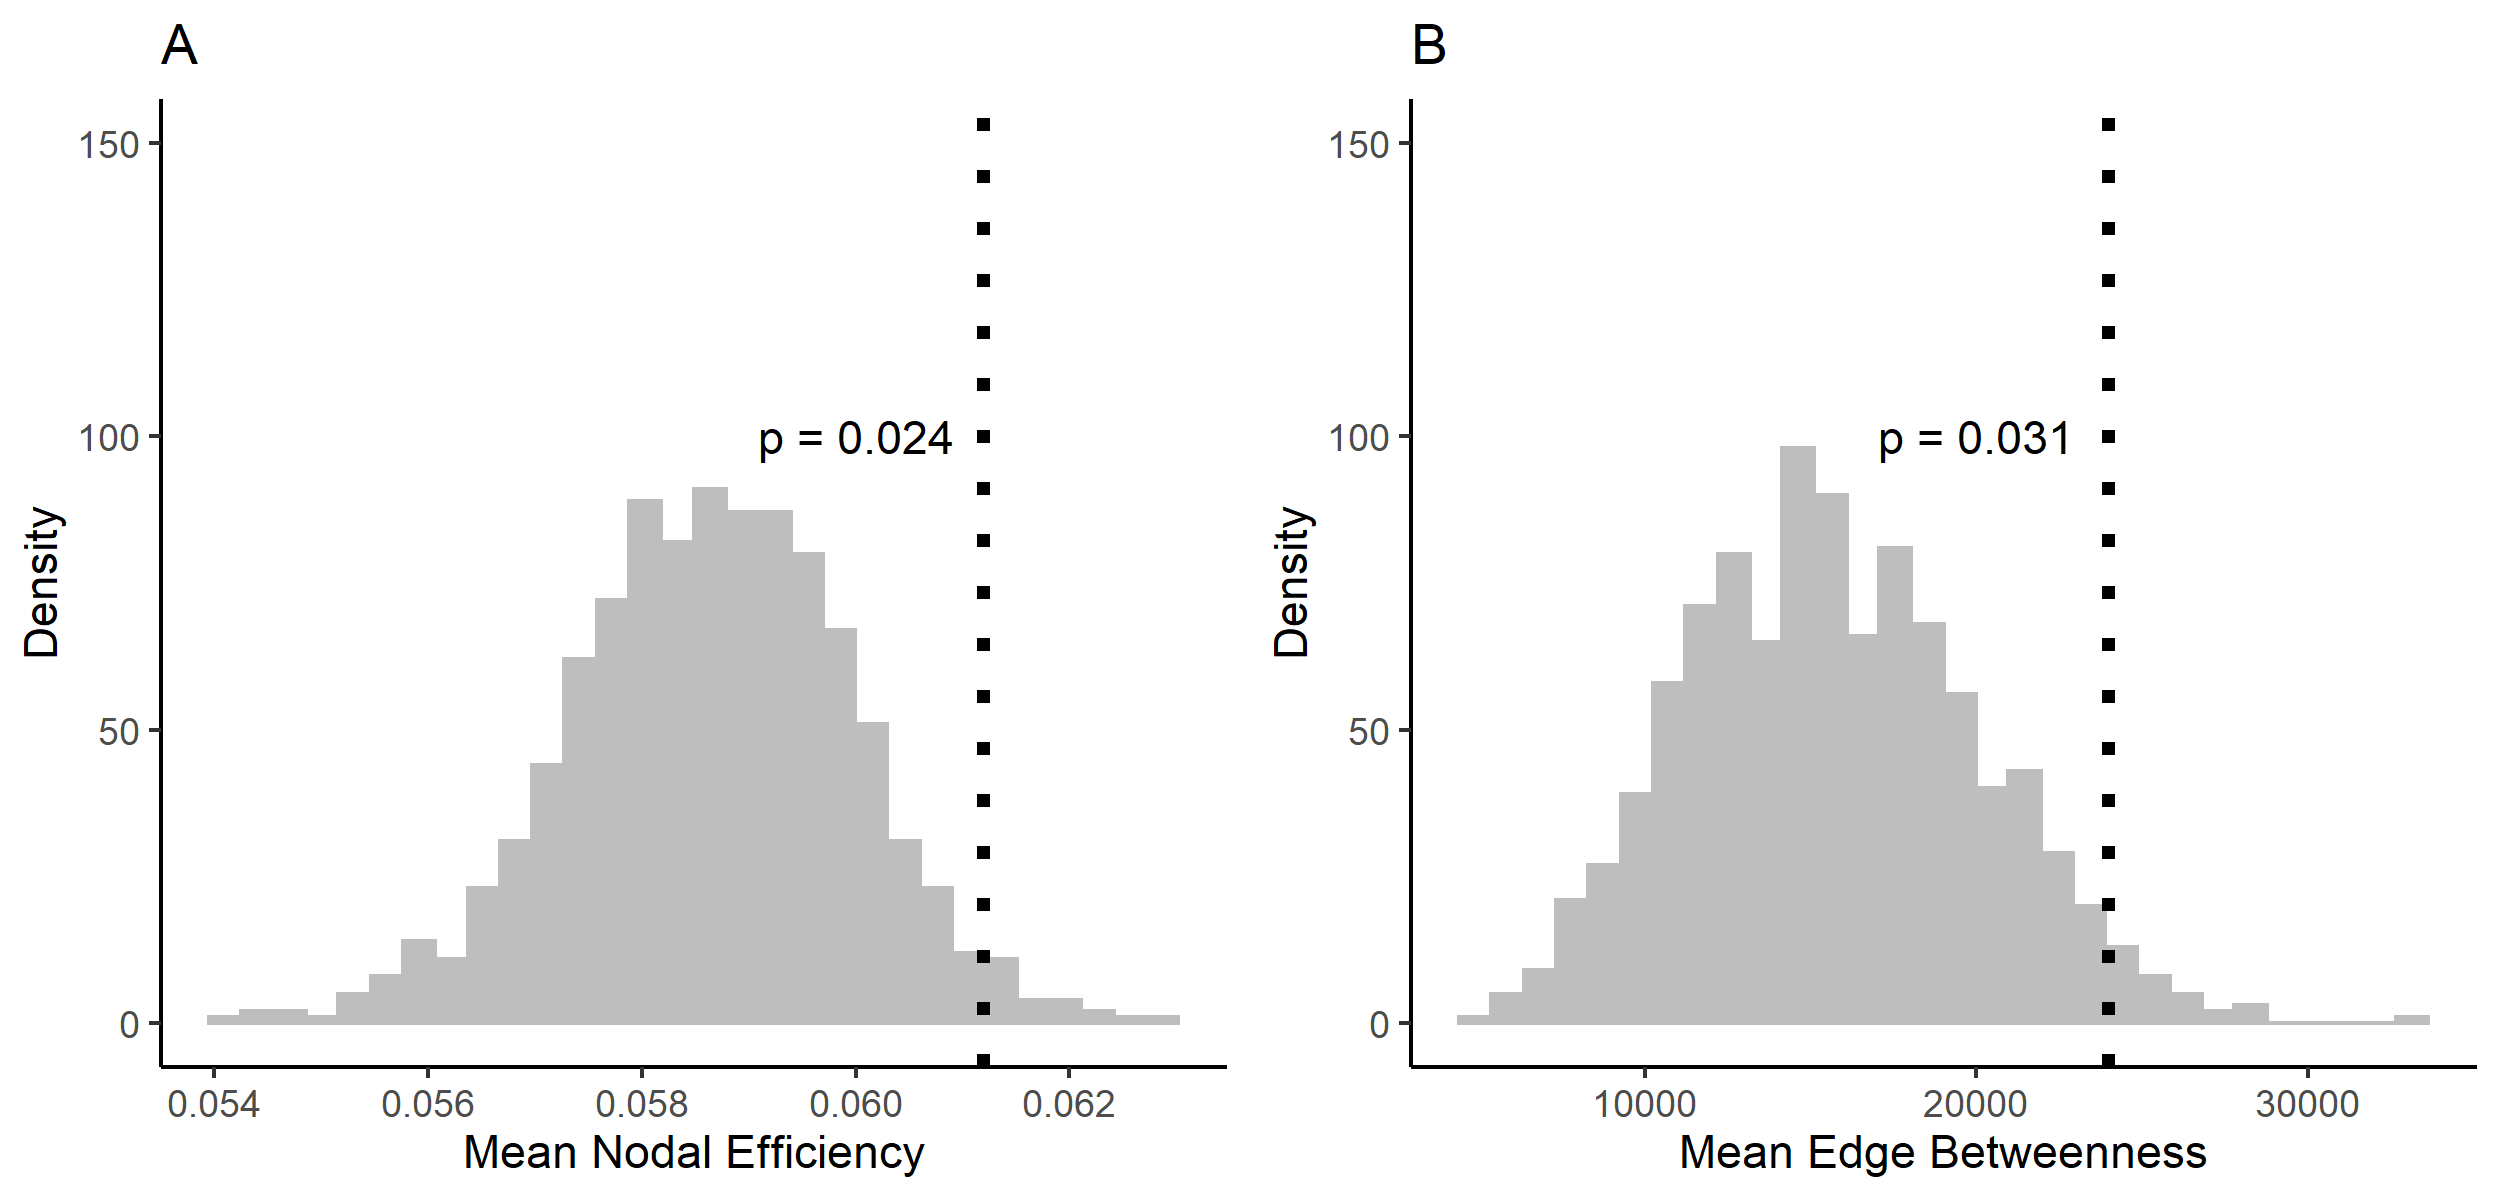 A
150
100
50
0
Density
p = 0.024
0.054 0.056 0.058 0.060 0.062
Mean Nodal Efficiency
B
150
100
50
0
Density
p = 0.031
10000 20000 30000
Mean Edge Betweenness